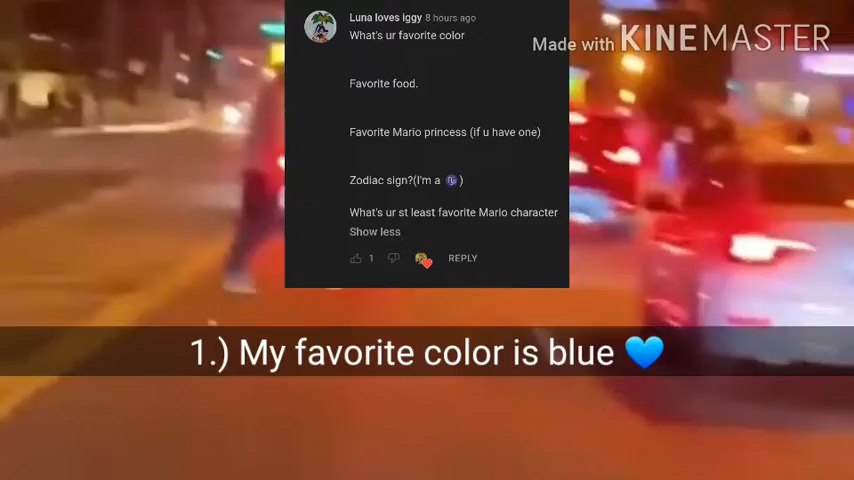 Luna loves iggy 8 hours ago
What's ur favorite color
Favorite food.
Favorite Mario princess (if u have one)
Zodiac sign?(I'm a ♑)
What's ur st least favorite Mario character
Show less
1 REPLY
Made with KINEMASTER
1.) My favorite color is blue 💙